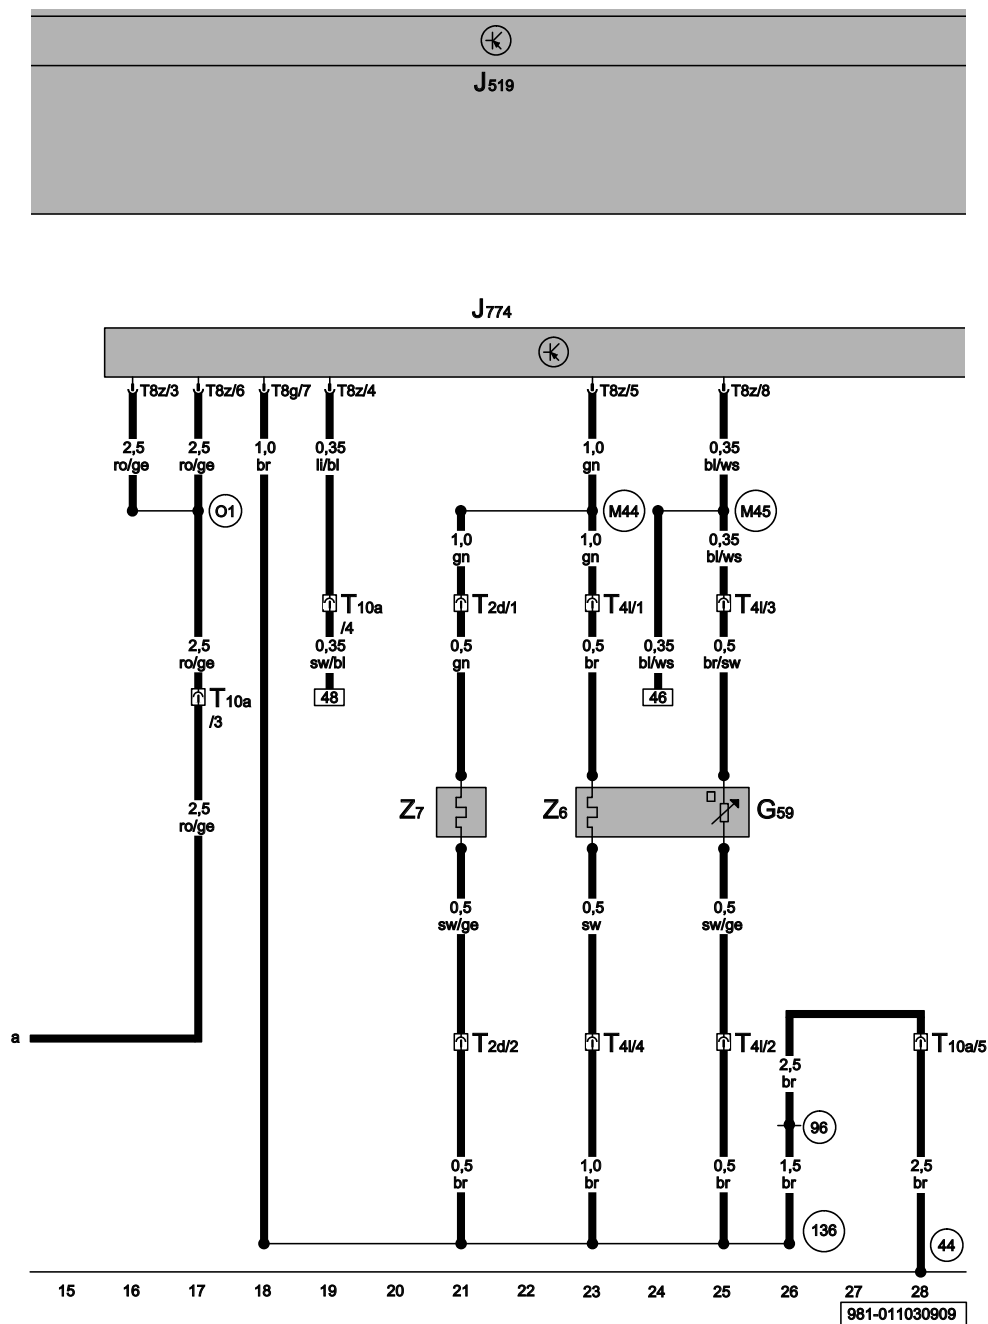 J519
J774
T8z/3 T8z/6 T8g/7 T8z/4 T8z/5 T8z/8
2,5 2,5 1,0 0,35 1,0 0,35
ro/ge ro/ge br li/bl gn bl/ws
O1 M44 M45
1,0 1,0 0,35
gn gn bl/ws
T10a T2d/1 T4l/1 T4l/3
/4
2,5 0,35 0,5 0,5 0,35 0,5
ro/ge sw/bl gn br bl/ws br/sw
T10a 48 46
/3
2,5 Z7 Z6 G59
ro/ge
0,5 0,5 0,5
sw/ge sw sw/ge
a T2d/2 T4l/4 T4l/2 T10a/5
2,5
br
96
0,5 1,0 0,5 1,5 2,5
br br br br br
136
44
15 16 17 18 19 20 21 22 23 24 25 26 27 28
981-011030909